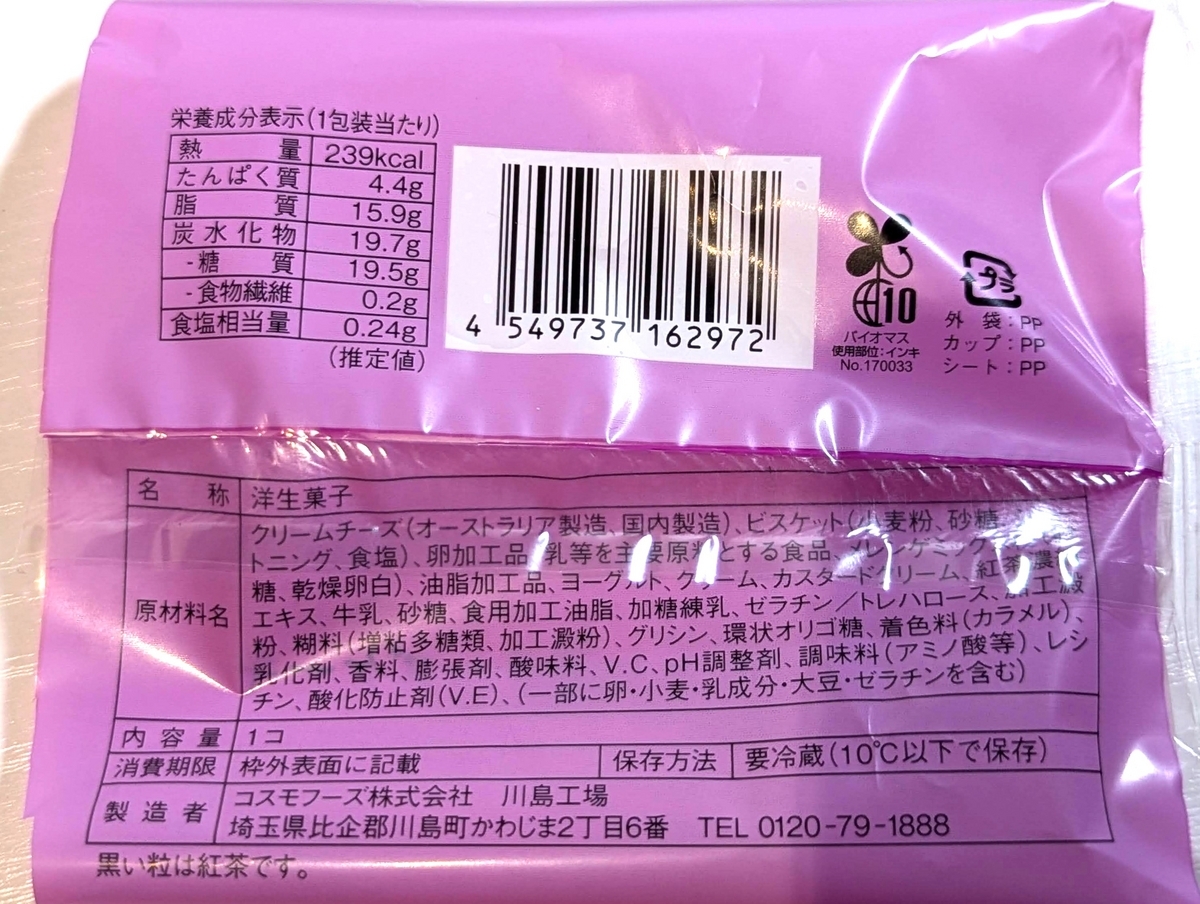 栄養成分表示(1包装当たり)
熱量 239kcal
たんぱく質 4.4g
脂質 15.9g
炭水化物 19.7g
-糖質 19.5g
-食物繊維 0.2g
食塩相当量 0.24g
(推定値)
4 549737 162972
10
バイオマス
使用部位:インキ
No.170033
プラ
外袋:PP
カップ:PP
シート:PP
名称 洋生菓子
原材料名
クリームチーズ(オーストラリア製造、国内製造)、ビスケット(小麦粉、砂糖、
トニング、食塩)、卵加工品、乳等を主要原料とする食品、メレンゲミックス
糖、乾燥卵白)、油脂加工品、ヨーグルト、クリーム、カスタードクリーム、紅茶濃
エキス、牛乳、砂糖、食用加工油脂、加糖練乳、ゼラチン/トレハロース、加工澱
粉、糊料(増粘多糖類、加工澱粉)、グリシン、環状オリゴ糖、着色料(カラメル)、
乳化剤、香料、膨張剤、酸味料、V.C、pH調整剤、調味料(アミノ酸等)、レシ
チン、酸化防止剤(V.E)、(一部に卵・小麦・乳成分・大豆・ゼラチンを含む)
内容量 1コ
消費期限 枠外表面に記載 保存方法 要冷蔵(10℃以下で保存)
製造者 コスモフーズ株式会社 川島工場
埼玉県比企郡川島町かわじま2丁目6番 TEL 0120-79-1888
黒い粒は紅茶です。